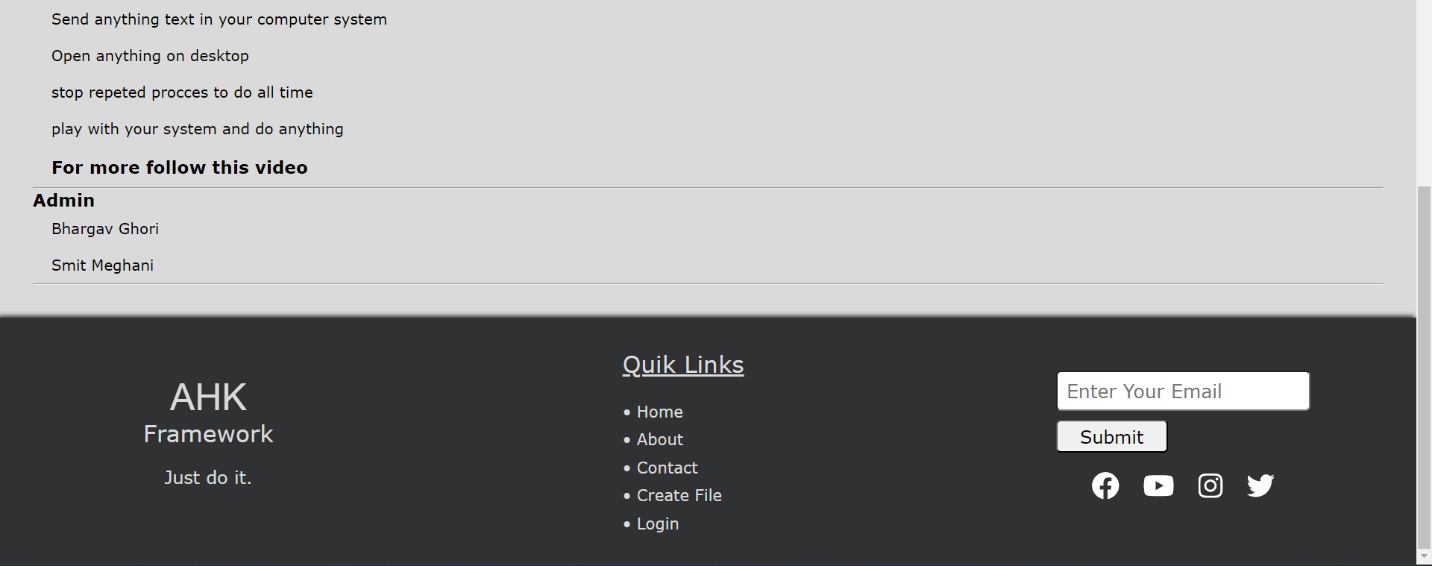 Send anything text in your computer system
Open anything on desktop
stop repeted procces to do all time
play with your system and do anything
For more follow this video
Admin
Bhargav Ghori
Smit Meghani
AHK
Framework
Just do it.
Quik Links
• Home
• About
• Contact
• Create File
• Login
Enter Your Email
Submit